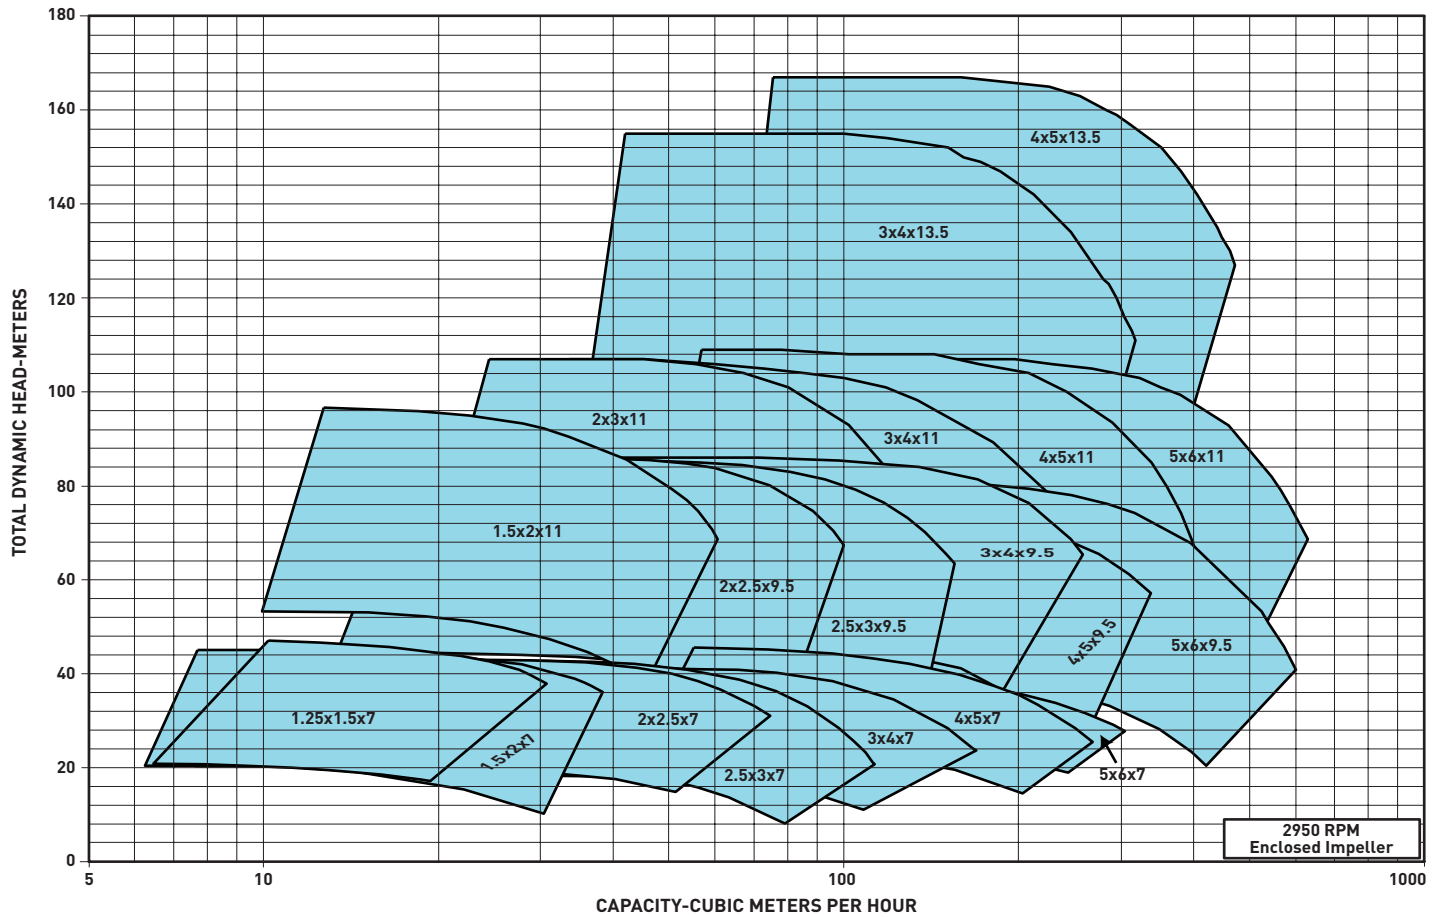 180
160
140
120
100
80
60
40
20
0
TOTAL DYNAMIC HEAD-METERS
4x5x13.5
3x4x13.5
2x3x11
3x4x11
4x5x11
5x6x11
1.5x2x11
2x2.5x9.5
3x4x9.5
2.5x3x9.5
4x5x9.5
5x6x9.5
1.25x1.5x7
1.5x2x7
2x2.5x7
2.5x3x7
3x4x7
4x5x7
5x6x7
2950 RPM
Enclosed Impeller
5
10
100
1000
CAPACITY-CUBIC METERS PER HOUR